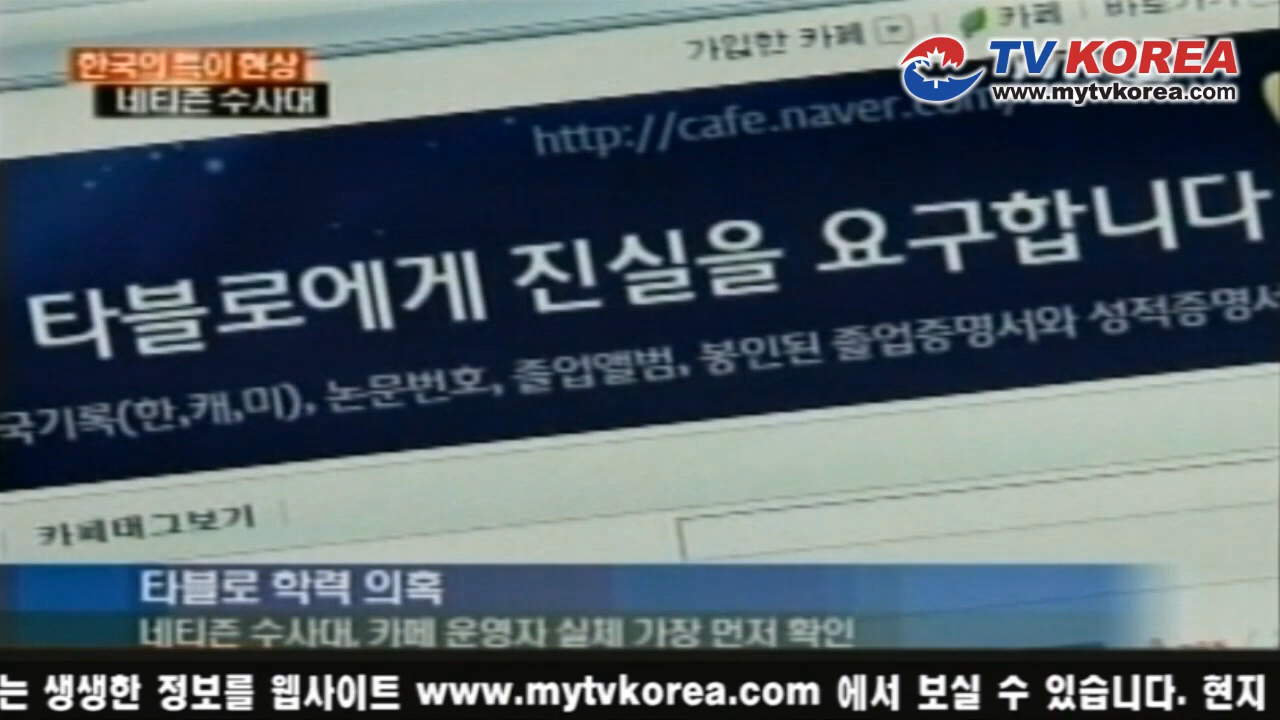 한국의 특이 현상
네티즌 수사대
가입한 카페
카페
바로가기
TV KOREA
www.mytvkorea.com
http://cafe.naver.com/
타블로에게 진실을 요구합니다
국기록(한,캐,미), 논문번호, 졸업앨범, 봉인된 졸업증명서와 성적증명서
카페태그보기
타블로 학력 의혹
네티즌 수사대, 카페 운영자 실체 가장 먼저 확인
는 생생한 정보를 웹사이트 www.mytvkorea.com 에서 보실 수 있습니다. 현지